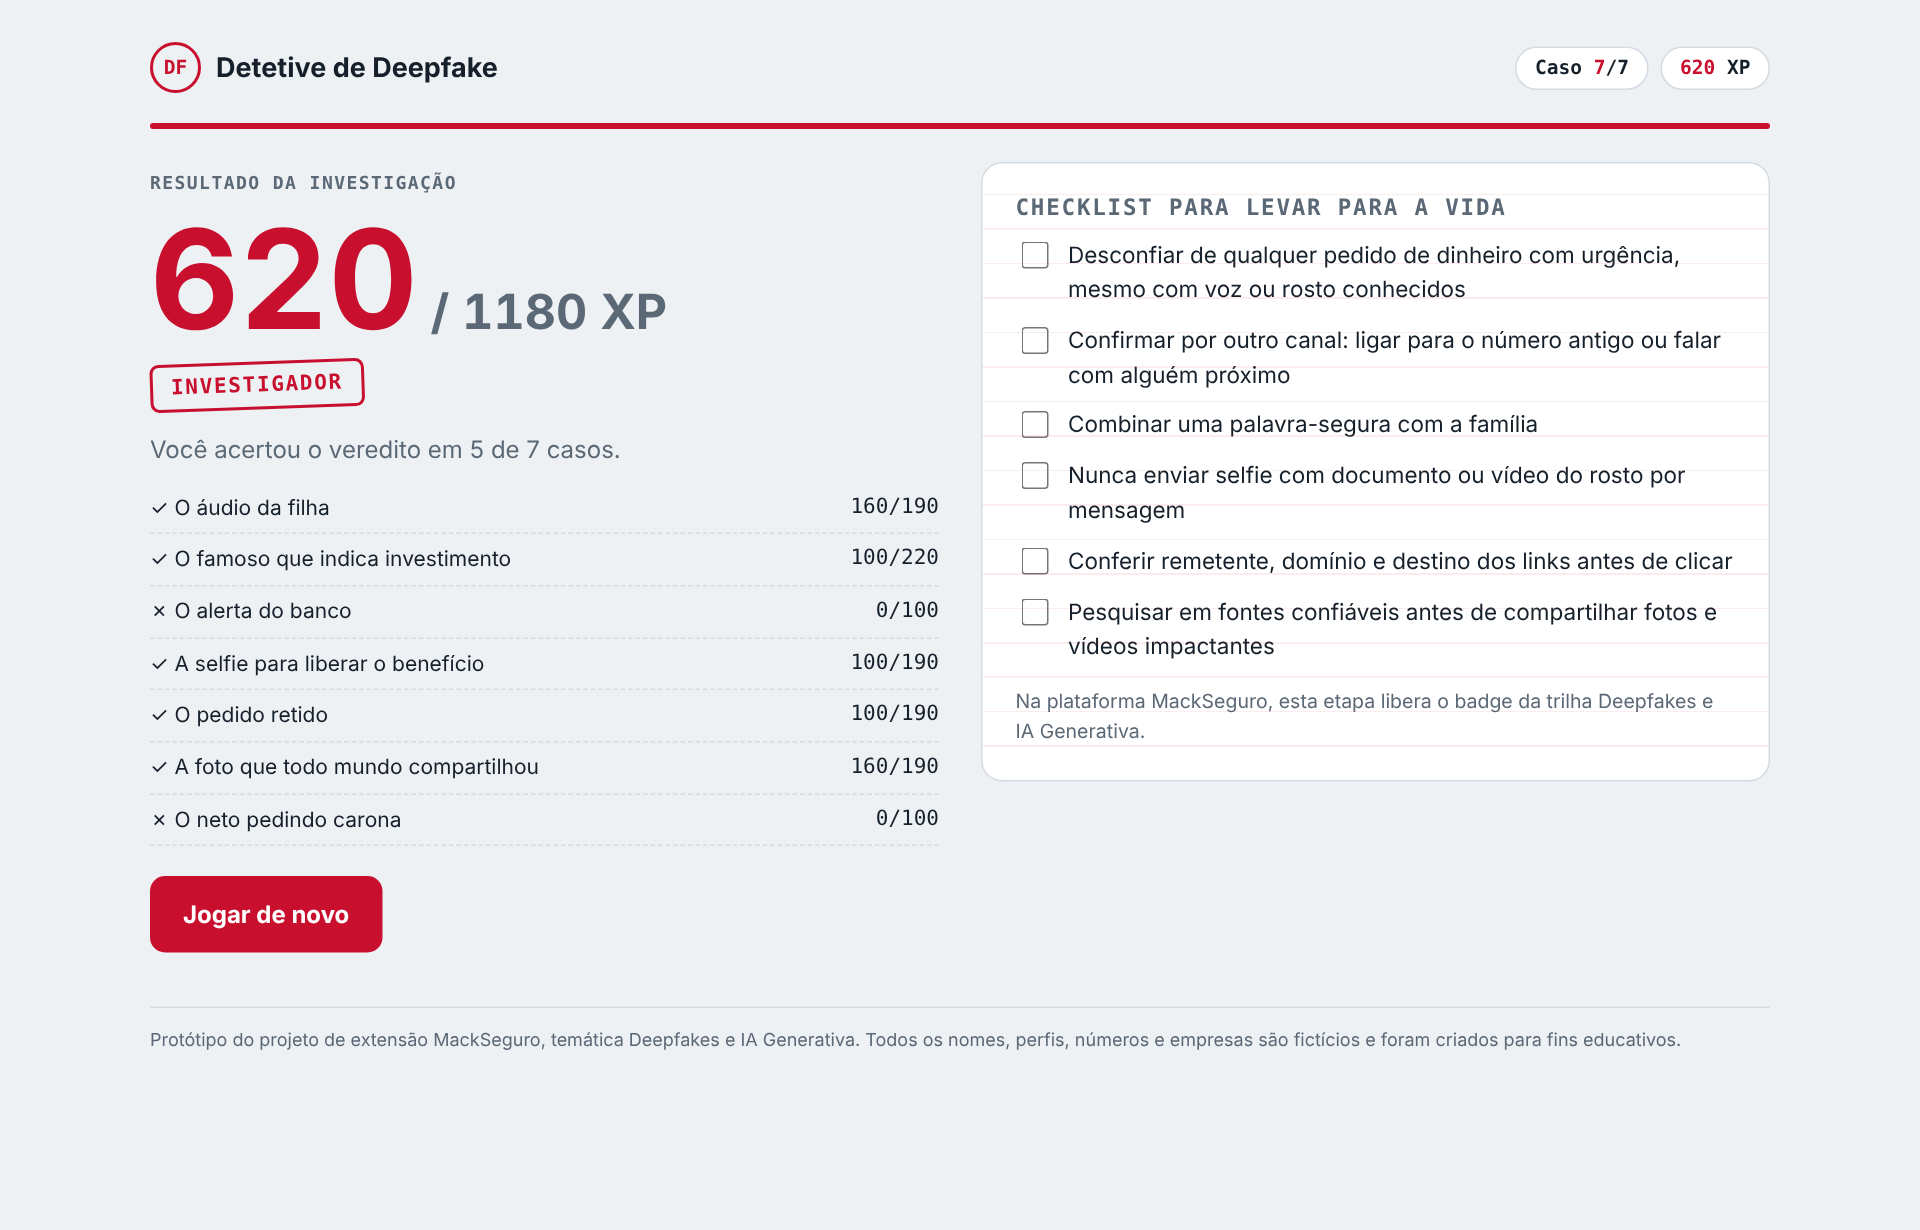 DF Detetive de Deepfake
Caso 7/7
620 XP
RESULTADO DA INVESTIGAÇÃO
620 / 1180 XP
INVESTIGADOR
Você acertou o veredito em 5 de 7 casos.
✓ O áudio da filha 160/190
✓ O famoso que indica investimento 100/220
✕ O alerta do banco 0/100
✓ A selfie para liberar o benefício 100/190
✓ O pedido retido 100/190
✓ A foto que todo mundo compartilhou 160/190
✕ O neto pedindo carona 0/100
Jogar de novo
CHECKLIST PARA LEVAR PARA A VIDA
Desconfiar de qualquer pedido de dinheiro com urgência,
mesmo com voz ou rosto conhecidos
Confirmar por outro canal: ligar para o número antigo ou falar
com alguém próximo
Combinar uma palavra-segura com a família
Nunca enviar selfie com documento ou vídeo do rosto por
mensagem
Conferir remetente, domínio e destino dos links antes de clicar
Pesquisar em fontes confiáveis antes de compartilhar fotos e
vídeos impactantes
Na plataforma MackSeguro, esta etapa libera o badge da trilha Deepfakes e
IA Generativa.
Protótipo do projeto de extensão MackSeguro, temática Deepfakes e IA Generativa. Todos os nomes, perfis, números e empresas são fictícios e foram criados para fins educativos.